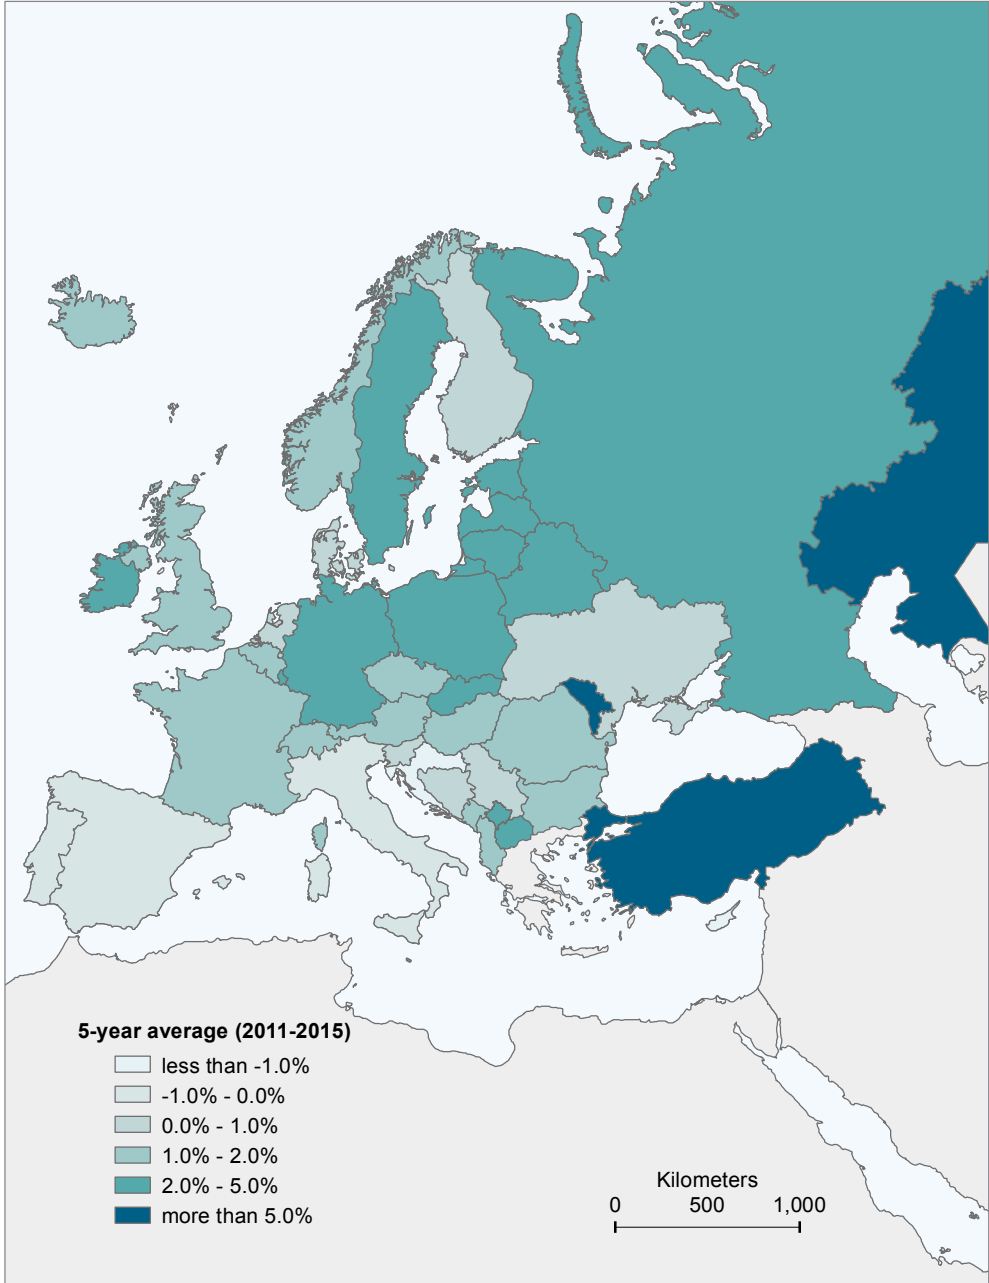 5-year average (2011-2015)
less than -1.0%
-1.0% - 0.0%
0.0% - 1.0%
1.0% - 2.0%
2.0% - 5.0%
more than 5.0%
Kilometers
0 500 1,000